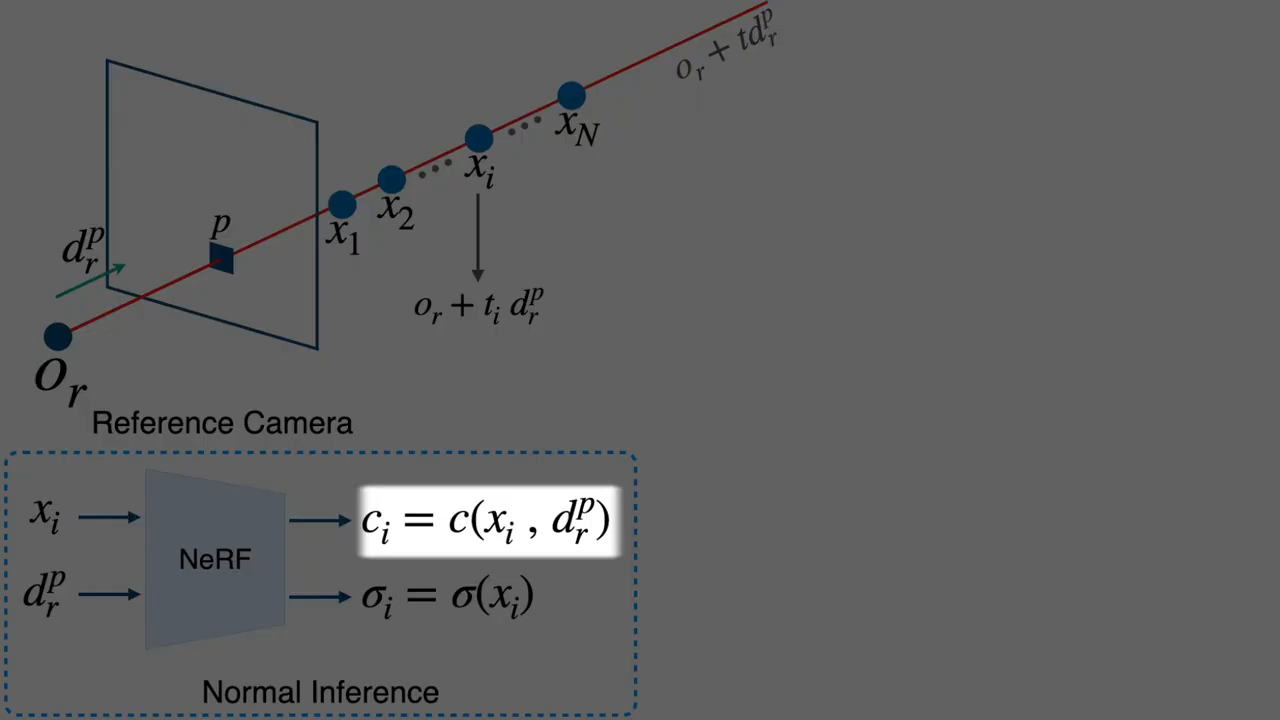 o_r + td_r^p
x_N
x_i
x_2
x_1
p
d_r^p
o_r + t_i d_r^p
O_r
Reference Camera
x_i
c_i = c(x_i , d_r^p)
NeRF
d_r^p
σ_i = σ(x_i)
Normal Inference